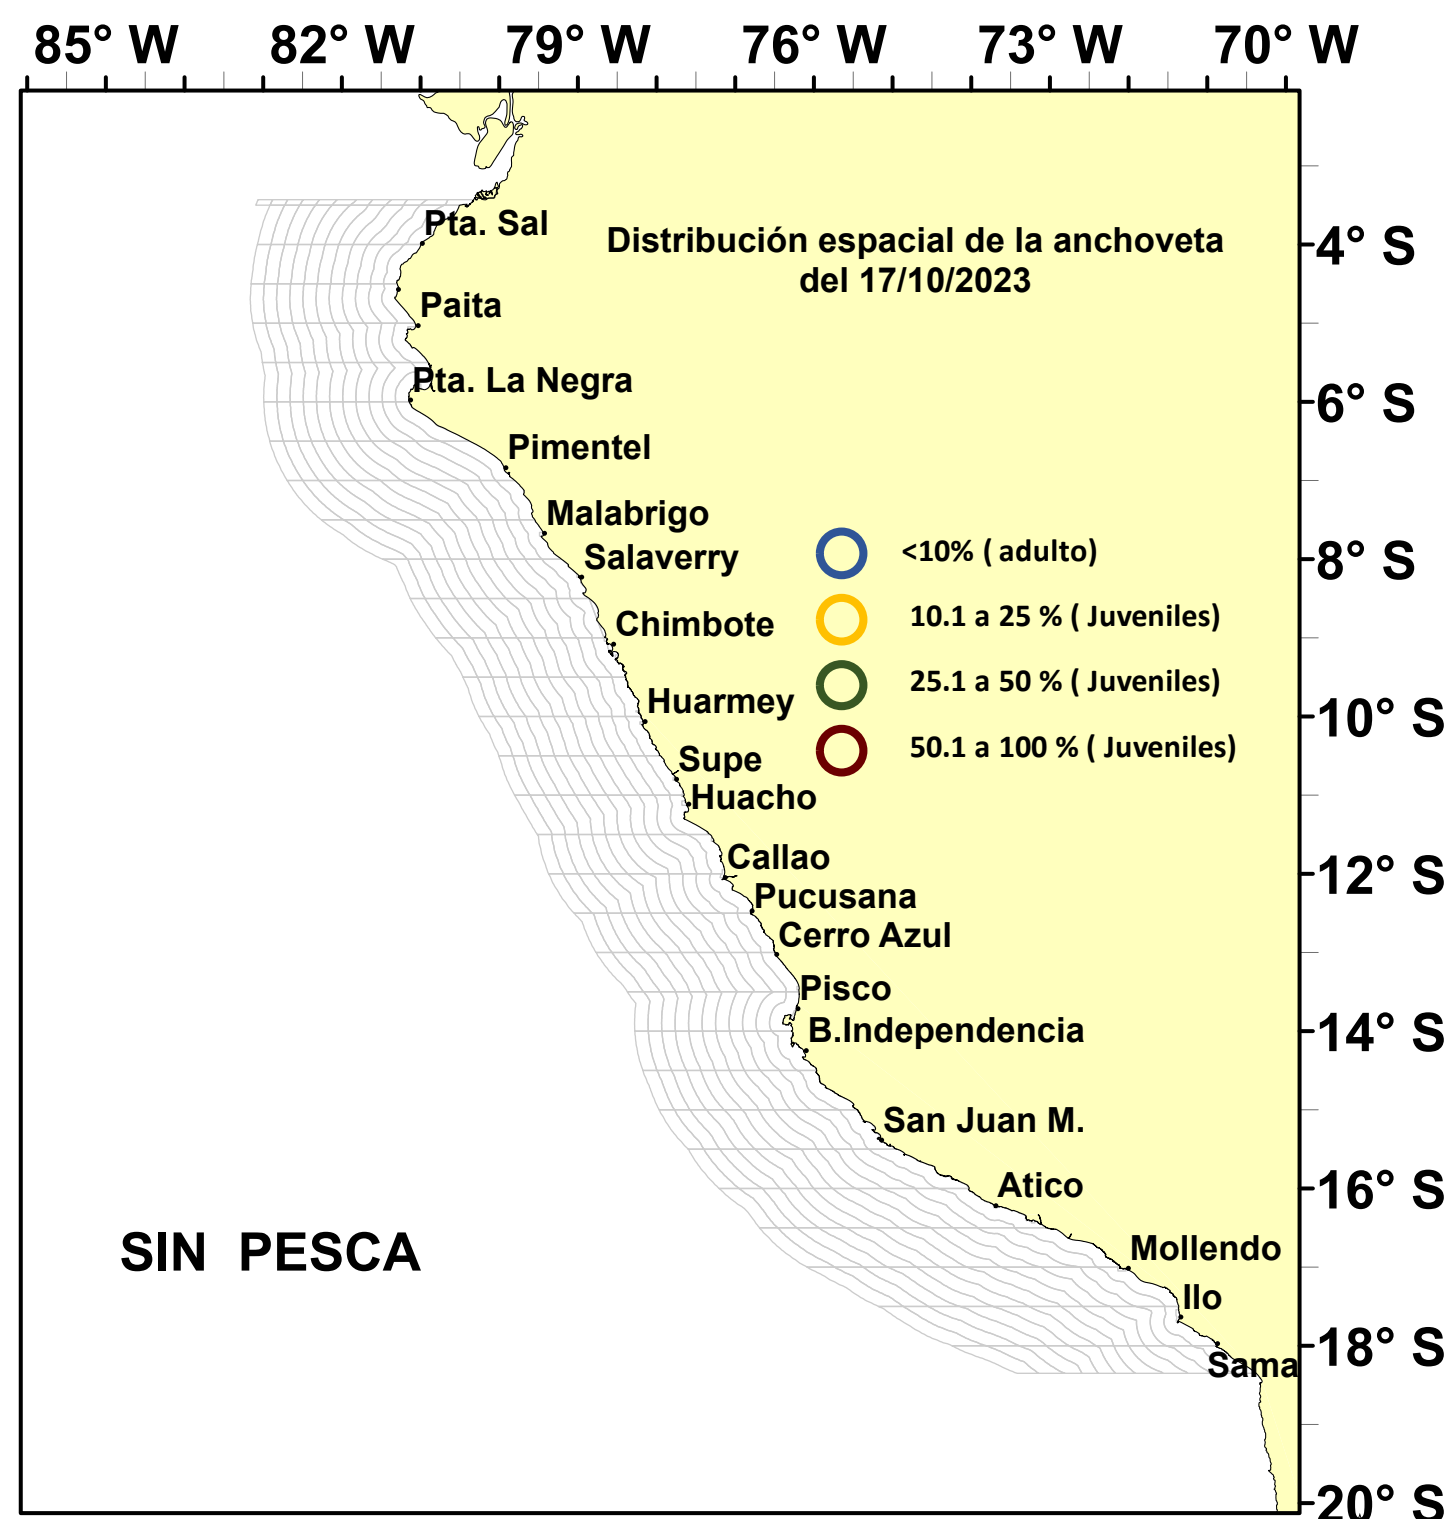 85° W 82° W 79° W 76° W 73° W 70° W
Pta. Sal
Distribución espacial de la anchoveta
del 17/10/2023
4° S
Paita
Pta. La Negra
6° S
Pimentel
Malabrigo
Salaverry
<10% ( adulto)
8° S
Chimbote
10.1 a 25 % ( Juveniles)
25.1 a 50 % ( Juveniles)
Huarmey
10° S
50.1 a 100 % ( Juveniles)
Supe
Huacho
Callao
12° S
Pucusana
Cerro Azul
Pisco
B.Independencia
14° S
San Juan M.
Atico
16° S
SIN PESCA
Mollendo
Ilo
18° S
Sama
20° S